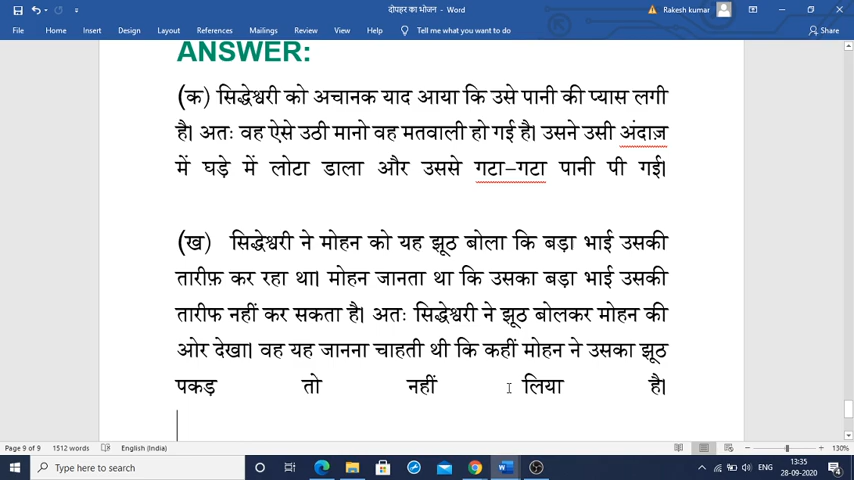 दोपहर का भोजन - Word
Rakesh kumar
File Home Insert Design Layout References Mailings Review View Help Tell me what you want to do Share
ANSWER:
(क) सिद्धेश्वरी को अचानक याद आया कि उसे पानी की प्यास लगी
है। अतः वह ऐसे उठी मानो वह मतवाली हो गई है। उसने उसी अंदाज़
में घड़े में लोटा डाला और उससे गटा-गटा पानी पी गई।
(ख) सिद्धेश्वरी ने मोहन को यह झूठ बोला कि बड़ा भाई उसकी
तारीफ़ कर रहा था। मोहन जानता था कि उसका बड़ा भाई उसकी
तारीफ नहीं कर सकता है। अतः सिद्धेश्वरी ने झूठ बोलकर मोहन की
ओर देखा। वह यह जानना चाहती थी कि कहीं मोहन ने उसका झूठ
पकड़ तो नहीं लिया है।
Page 9 of 9 1512 words English (India) 130%
Type here to search ENG 13:35
28-09-2020 4